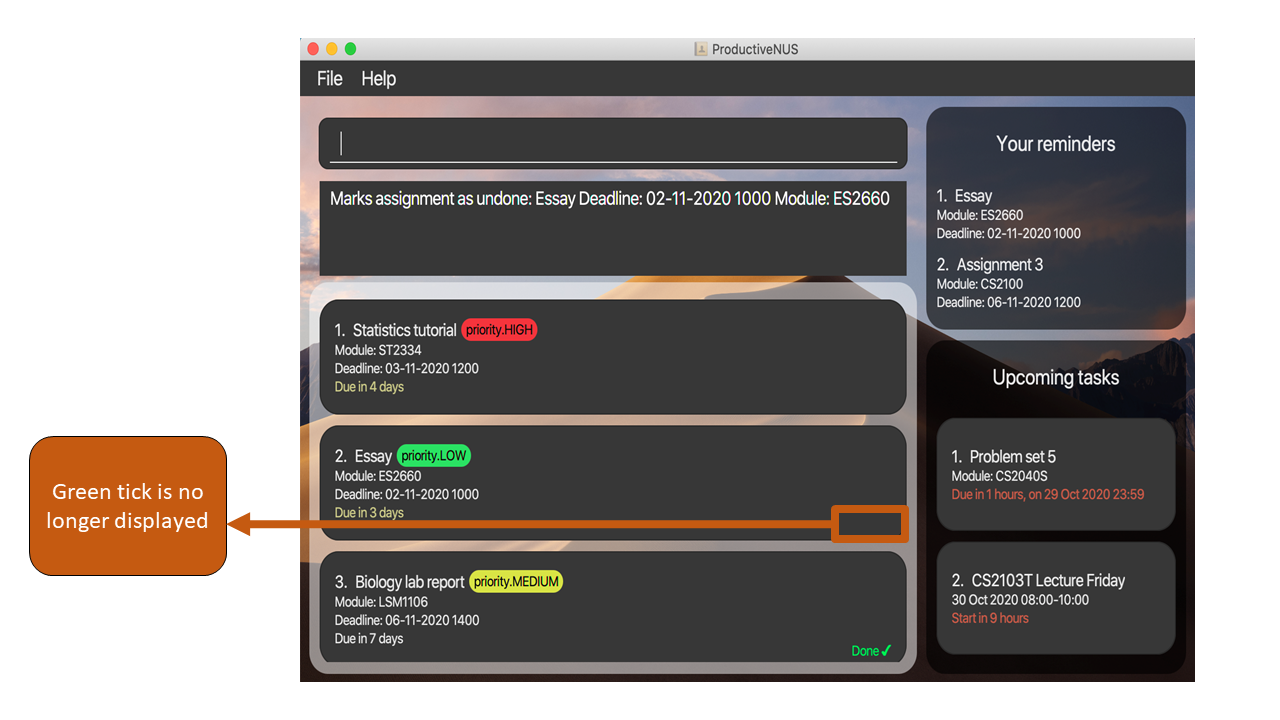 ProductiveNUS
File Help
Marks assignment as undone: Essay Deadline: 02-11-2020 1000 Module: ES2660
1. Statistics tutorial priority.HIGH
Module: ST2334
Deadline: 03-11-2020 1200
Due in 4 days
2. Essay priority.LOW
Module: ES2660
Deadline: 02-11-2020 1000
Due in 3 days
3. Biology lab report priority.MEDIUM
Module: LSM1106
Deadline: 06-11-2020 1400
Due in 7 days
Done ✓
Your reminders
1. Essay
Module: ES2660
Deadline: 02-11-2020 1000
2. Assignment 3
Module: CS2100
Deadline: 06-11-2020 1200
Upcoming tasks
1. Problem set 5
Module: CS2040S
Due in 1 hours, on 29 Oct 2020 23:59
2. CS2103T Lecture Friday
30 Oct 2020 08:00-10:00
Start in 9 hours
Green tick is no
longer displayed